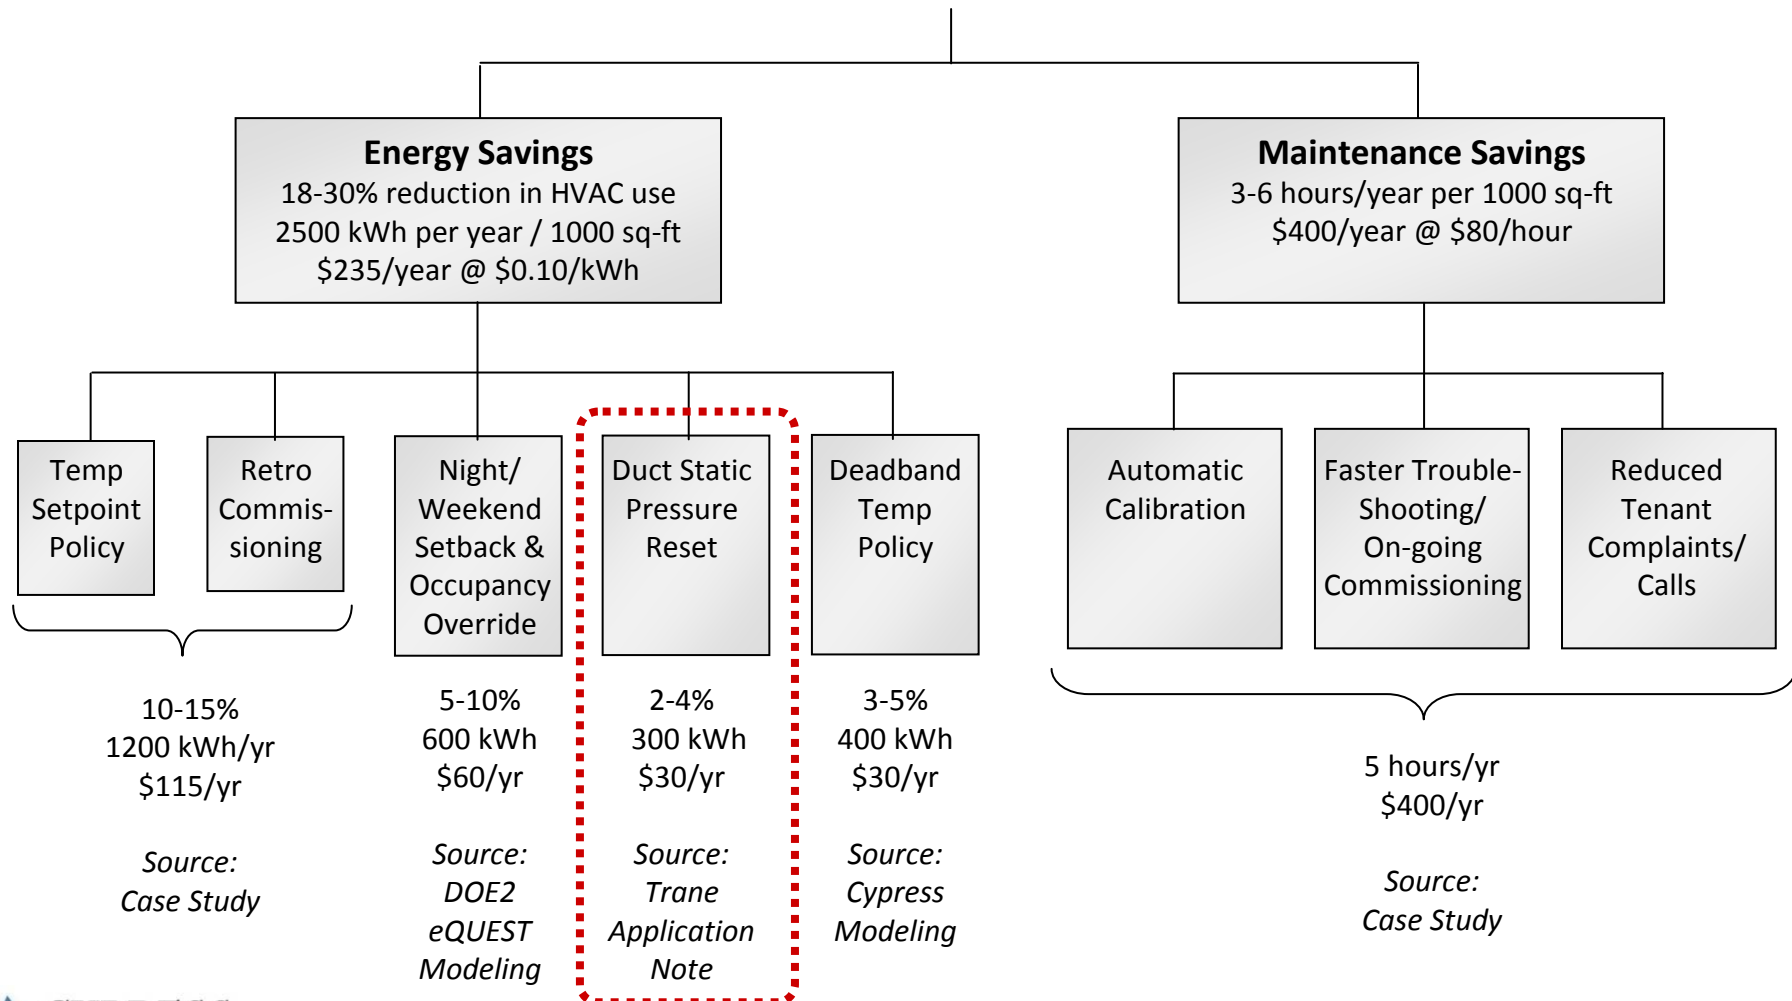 Energy Savings
18-30% reduction in HVAC use
2500 kWh per year / 1000 sq-ft
$235/year @ $0.10/kWh
Maintenance Savings
3-6 hours/year per 1000 sq-ft
$400/year @ $80/hour
Temp
Setpoint
Policy
Retro
Commis-
sioning
Night/
Weekend
Setback &
Occupancy
Override
Duct Static
Pressure
Reset
Deadband
Temp
Policy
Automatic
Calibration
Faster Trouble-
Shooting/
On-going
Commissioning
Reduced
Tenant
Complaints/
Calls
10-15%
1200 kWh/yr
$115/yr
Source:
Case Study
5-10%
600 kWh
$60/yr
Source:
DOE2
eQUEST
Modeling
2-4%
300 kWh
$30/yr
Source:
Trane
Application
Note
3-5%
400 kWh
$30/yr
Source:
Cypress
Modeling
5 hours/yr
$400/yr
Source:
Case Study